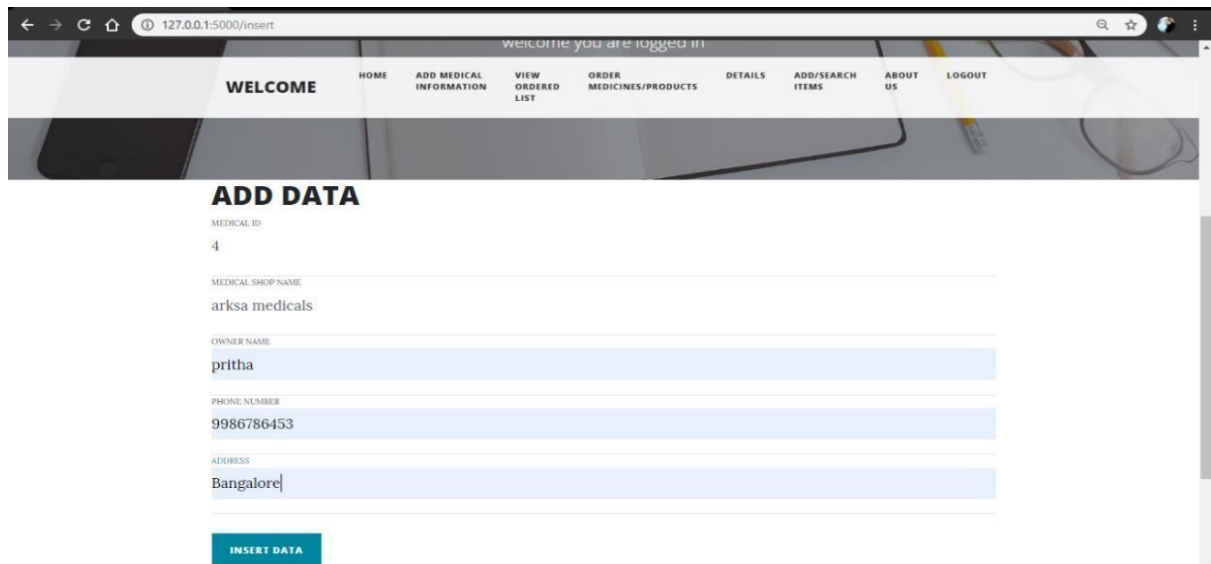 127.0.0.1:5000/insert
welcome you are logged in
WELCOME
HOME
ADD MEDICAL
INFORMATION
VIEW
ORDERED
LIST
ORDER
MEDICINES/PRODUCTS
DETAILS
ADD/SEARCH
ITEMS
ABOUT
US
LOGOUT
ADD DATA
MEDICAL ID
4
MEDICAL SHOP NAME
arksa medicals
OWNER NAME
pritha
PHONE NUMBER
9986786453
ADDRESS
Bangalore
INSERT DATA